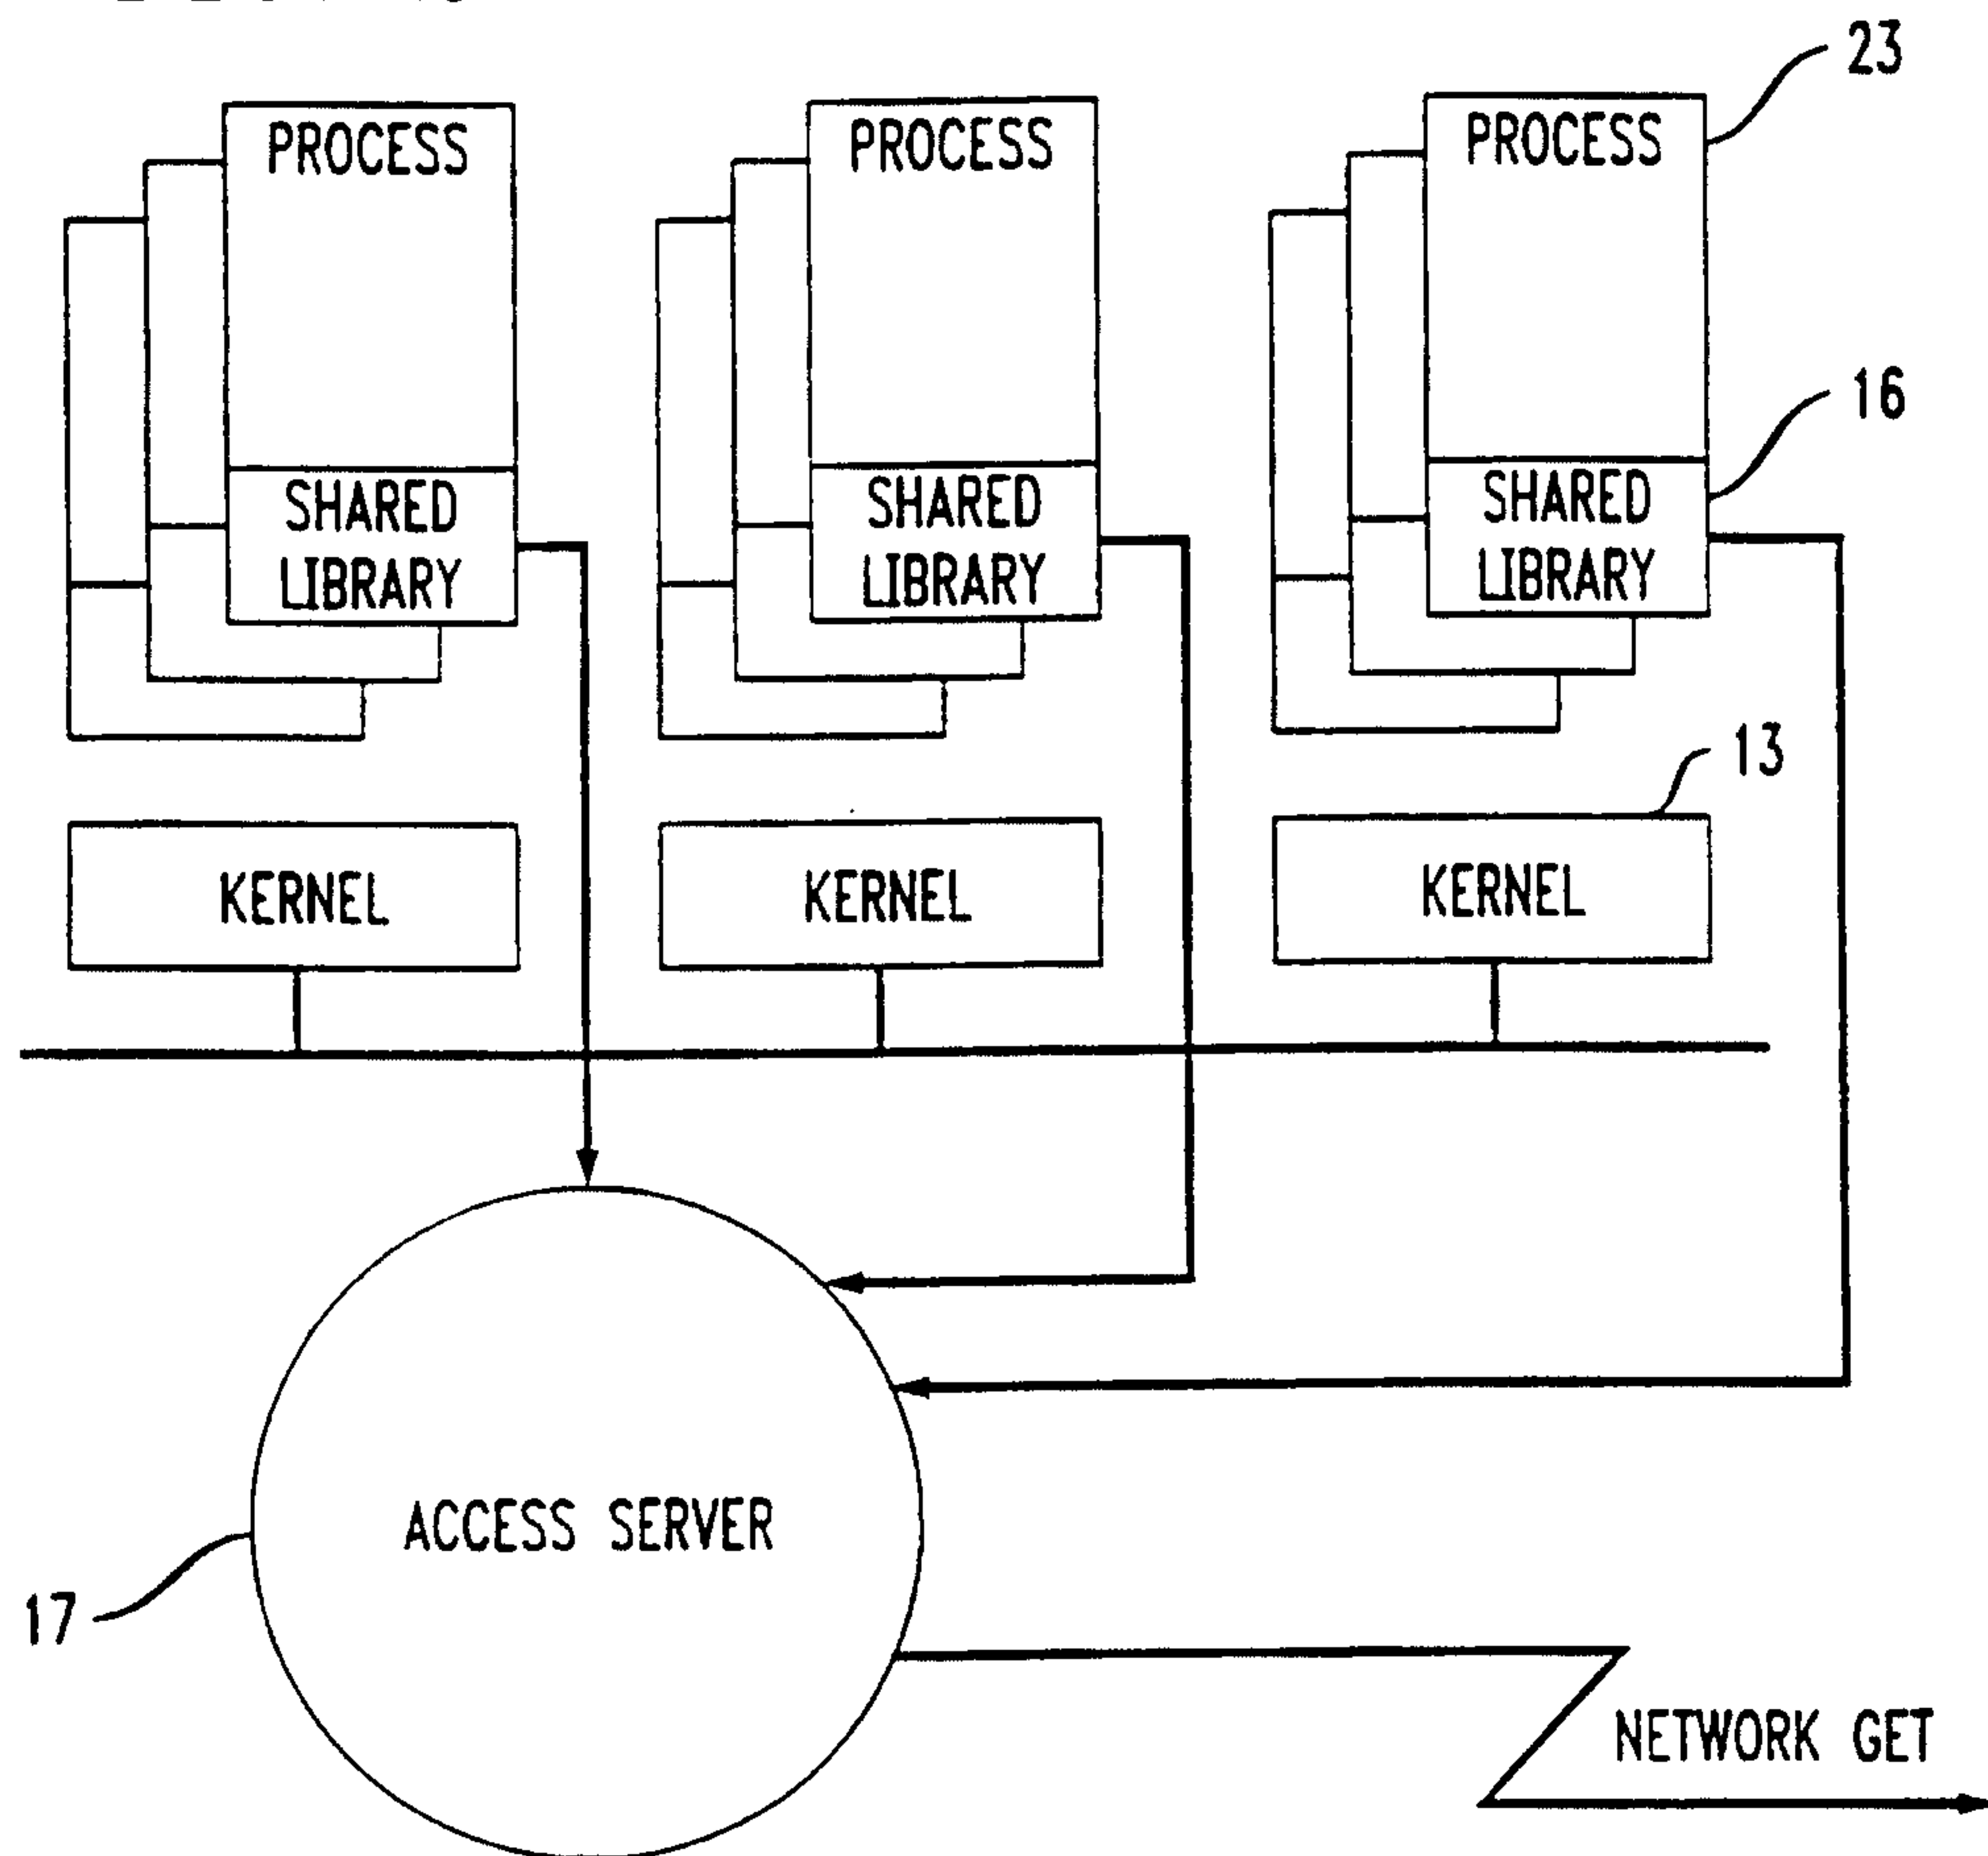 23
PROCESS PROCESS PROCESS
16
SHARED LIBRARY
SHARED LIBRARY
SHARED LIBRARY
13
KERNEL KERNEL KERNEL
ACCESS SERVER
17
NETWORK GET